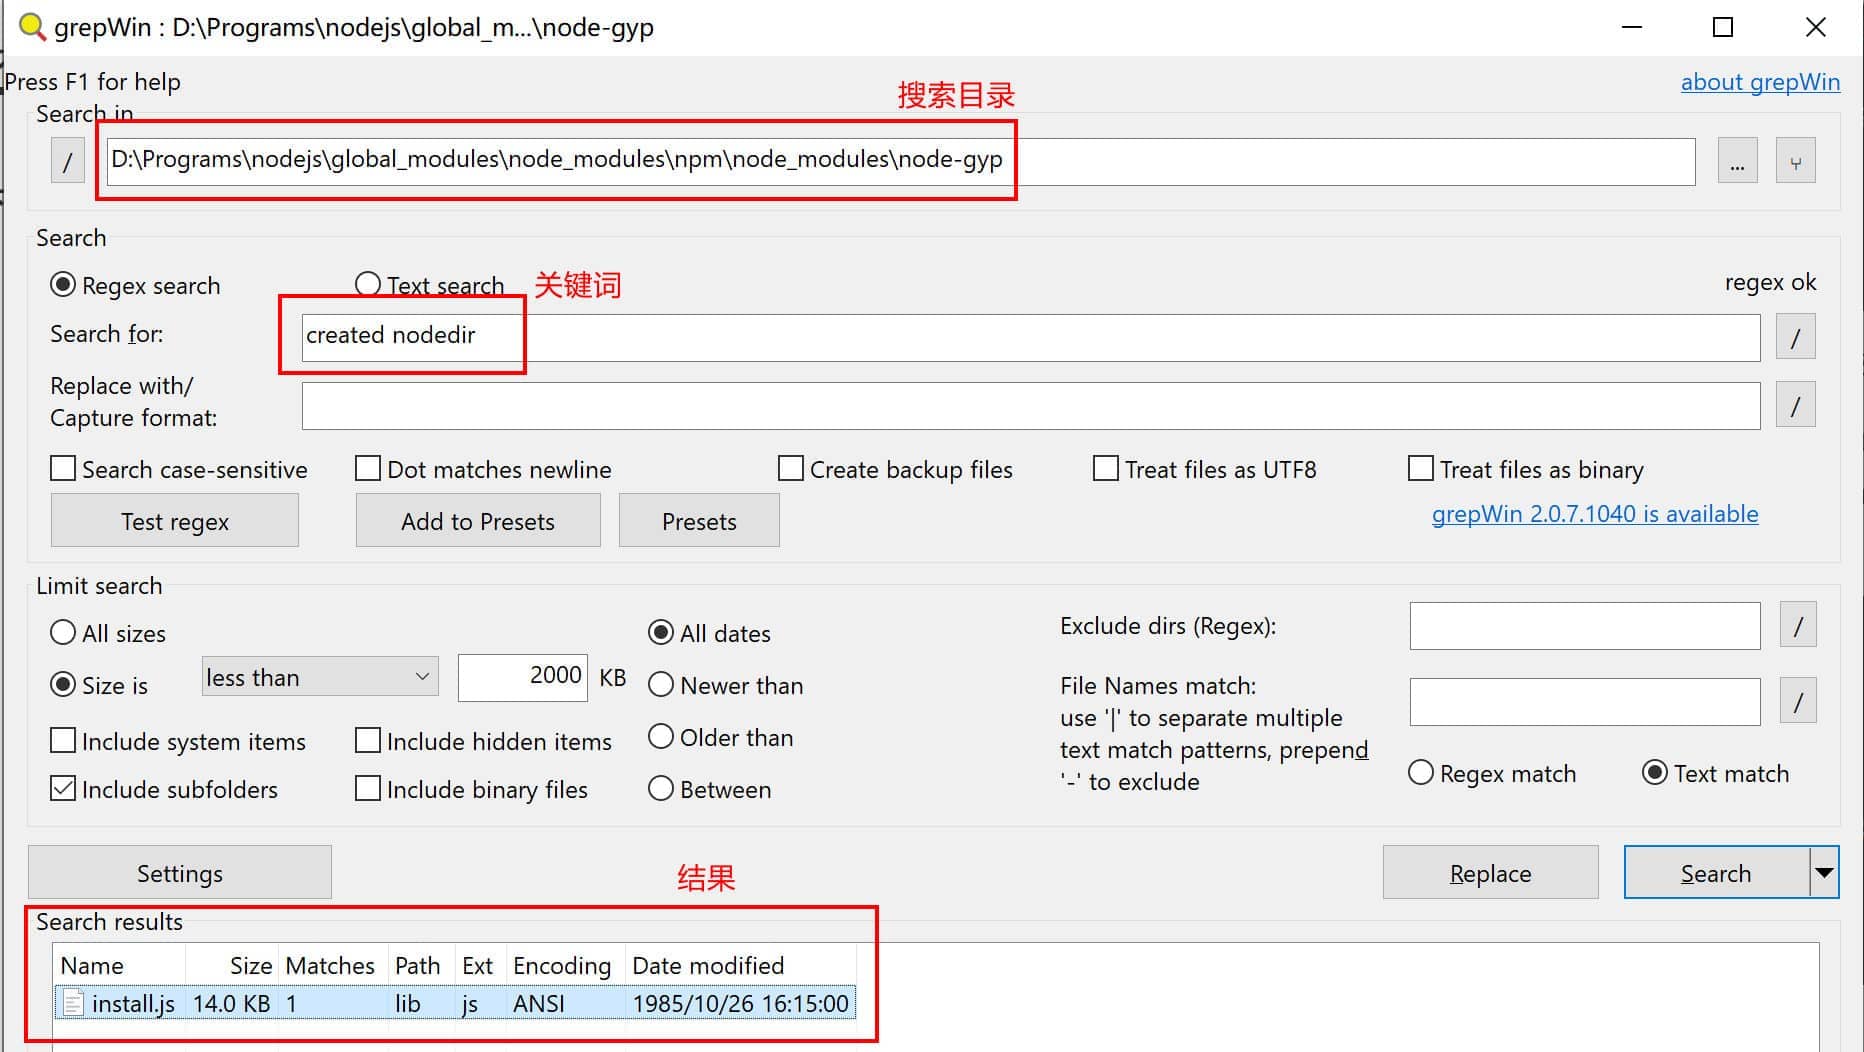 grepWin : D:\Programs\nodejs\global_m...\node-gyp
Press F1 for help
搜索目录
about grepWin
Search in
/
D:\Programs\nodejs\global_modules\node_modules\npm\node_modules\node-gyp
...
Search
Regex search
Text search
关键词
regex ok
Search for:
created nodedir
/
Replace with/
Capture format:
/
Search case-sensitive
Dot matches newline
Create backup files
Treat files as UTF8
Treat files as binary
Test regex
Add to Presets
Presets
grepWin 2.0.7.1040 is available
Limit search
All sizes
All dates
Exclude dirs (Regex):
/
Size is
less than
2000
KB
Newer than
File Names match:
use '|' to separate multiple
text match patterns, prepend
'-' to exclude
/
Include system items
Include hidden items
Older than
Regex match
Text match
Include subfolders
Include binary files
Between
Settings
结果
Replace
Search
Search results
Name Size Matches Path Ext Encoding Date modified
install.js 14.0 KB 1 lib js ANSI 1985/10/26 16:15:00